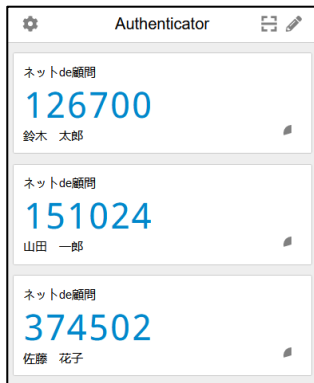 Authenticator
ネットde顧問
126700
鈴木　太郎
ネットde顧問
151024
山田　一郎
ネットde顧問
374502
佐藤　花子